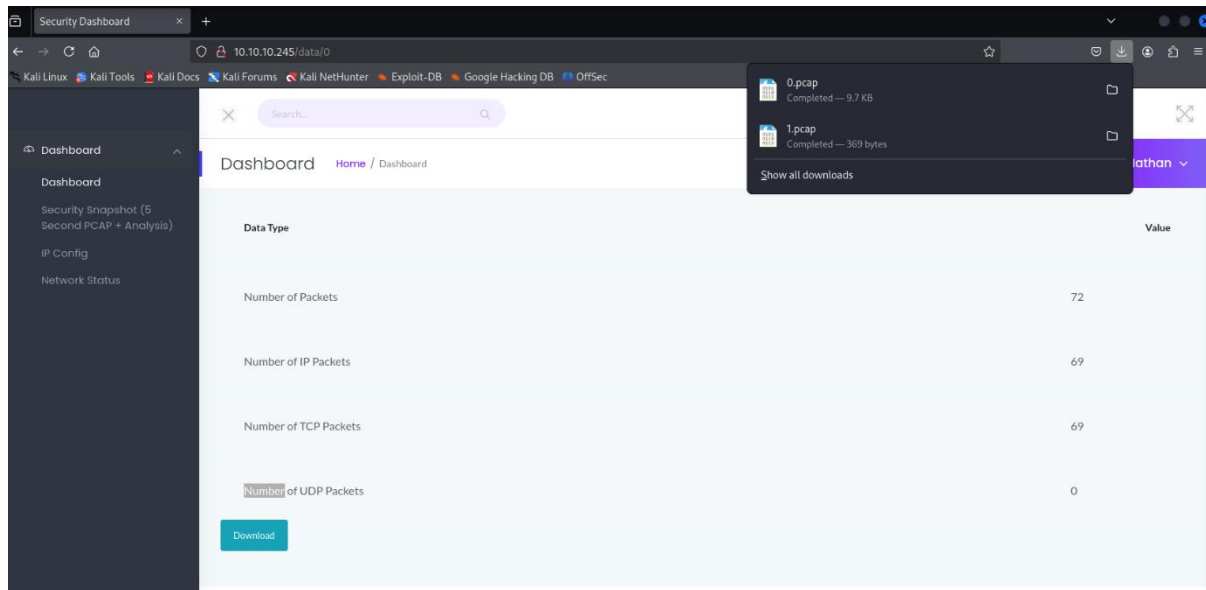 Security Dashboard
10.10.10.245/data/0
Kali Linux Kali Tools Kali Docs Kali Forums Kali NetHunter Exploit-DB Google Hacking DB OffSec
0.pcap
Completed — 9.7 KB
1.pcap
Completed — 369 bytes
Show all downloads
Search...
Dashboard
Dashboard
Security Snapshot (5
Second PCAP + Analysis)
IP Config
Network Status
Dashboard Home / Dashboard
athan
Data Type Value
Number of Packets 72
Number of IP Packets 69
Number of TCP Packets 69
Number of UDP Packets 0
Download